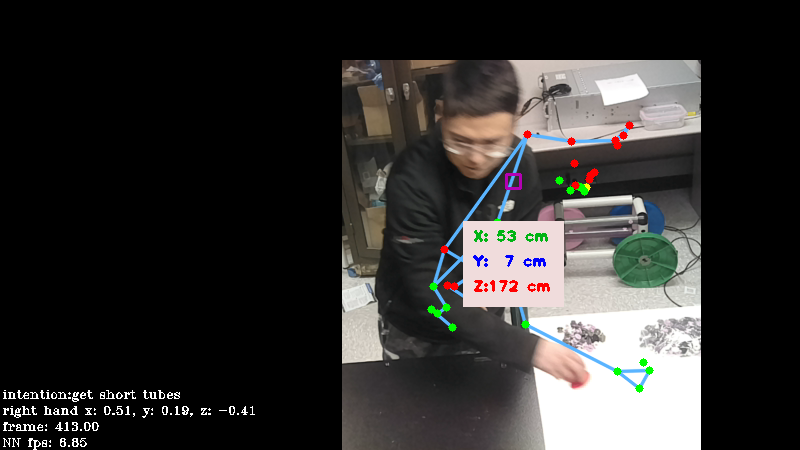 X: 53 cm
Y: 7 cm
Z:172 cm
intention:get short tubes
right hand x: 0.51, y: 0.19, z: −0.41
frame: 413.00
NN fps: 6.85